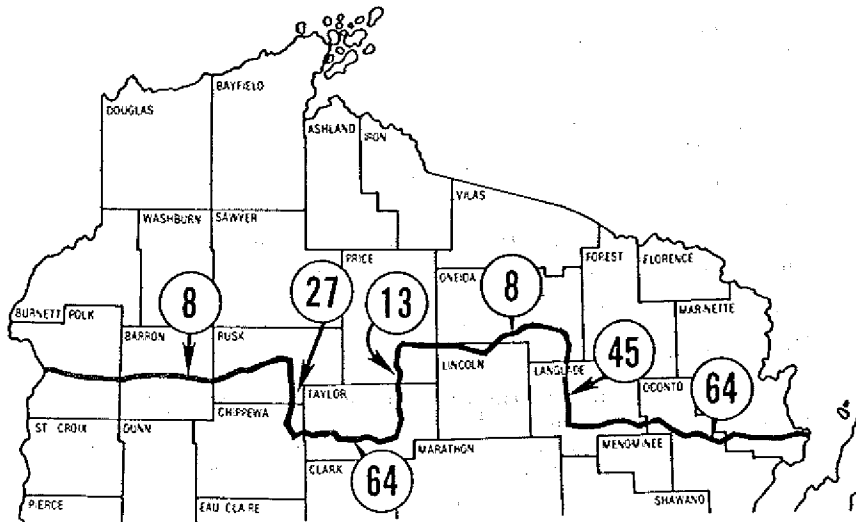 BAYFIELD
DOUGLAS
ASHLAND
IRON
VILAS
WASHBURN
SAWYER
PRICE
FOREST
FLORENCE
ONEIDA
27
13
8
8
MARINETTE
BURNETT
POLK
BARRON
RUSK
LINCOLN
LANGLADE
45
OCONTO
64
TAYLOR
CHIPPEWA
ST CROIX
DUNN
MENOMINEE
MARATHON
CLARK
64
PIERCE
EAU CLAIRE
SHAWANO